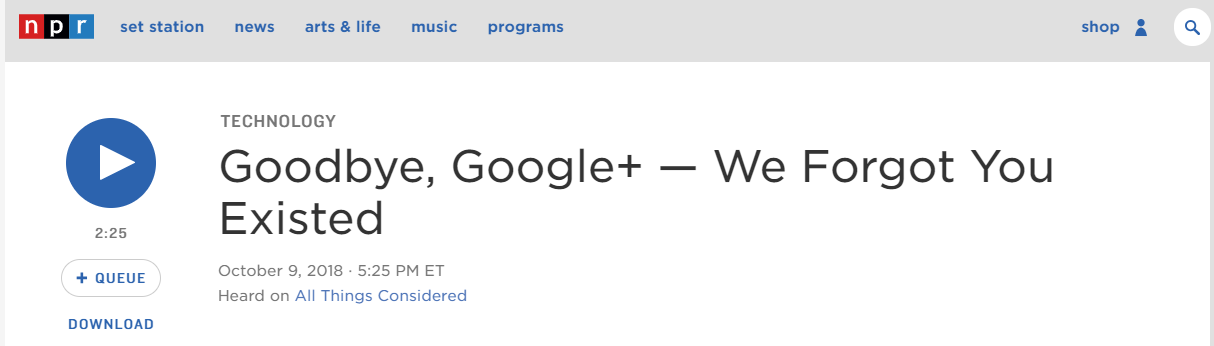 npr set station news arts & life music programs shop
TECHNOLOGY
Goodbye, Google+ — We Forgot You
Existed
2:25
October 9, 2018 · 5:25 PM ET
+ QUEUE
Heard on All Things Considered
DOWNLOAD